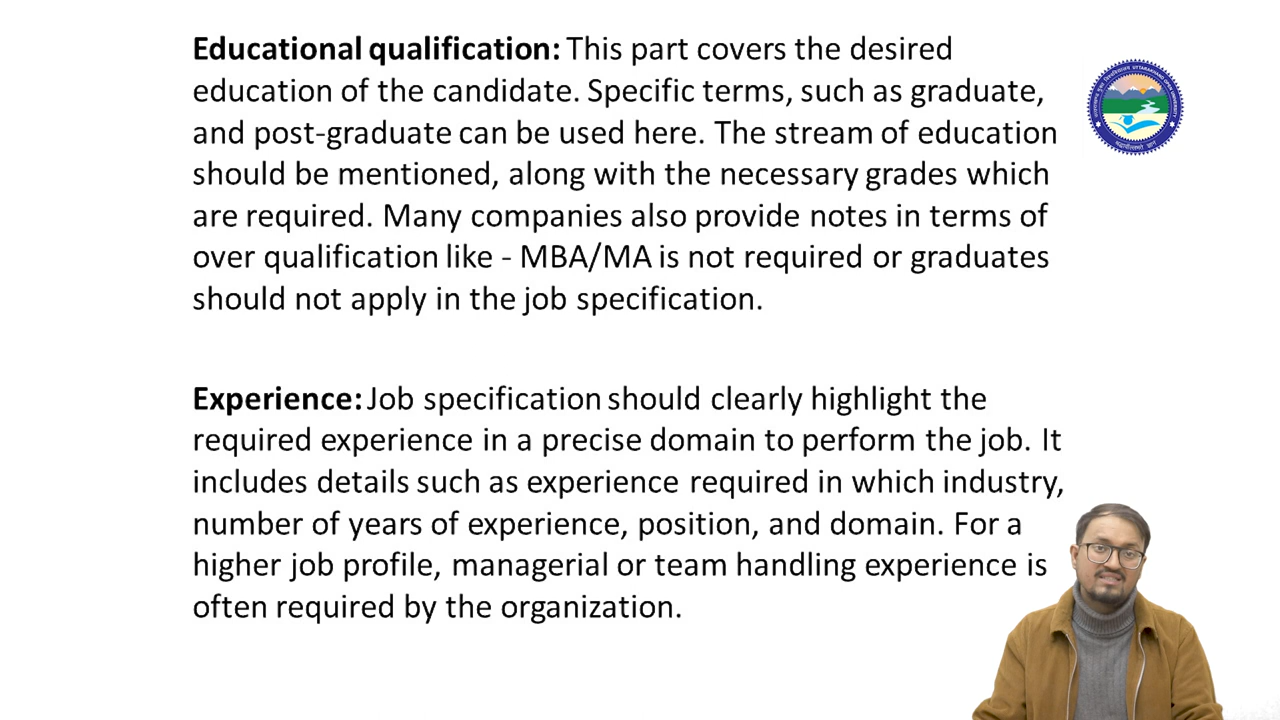 Educational qualification: This part covers the desired
education of the candidate. Specific terms, such as graduate,
and post-graduate can be used here. The stream of education
should be mentioned, along with the necessary grades which
are required. Many companies also provide notes in terms of
over qualification like - MBA/MA is not required or graduates
should not apply in the job specification.
Experience: Job specification should clearly highlight the
required experience in a precise domain to perform the job. It
includes details such as experience required in which industry,
number of years of experience, position, and domain. For a
higher job profile, managerial or team handling experience is
often required by the organization.